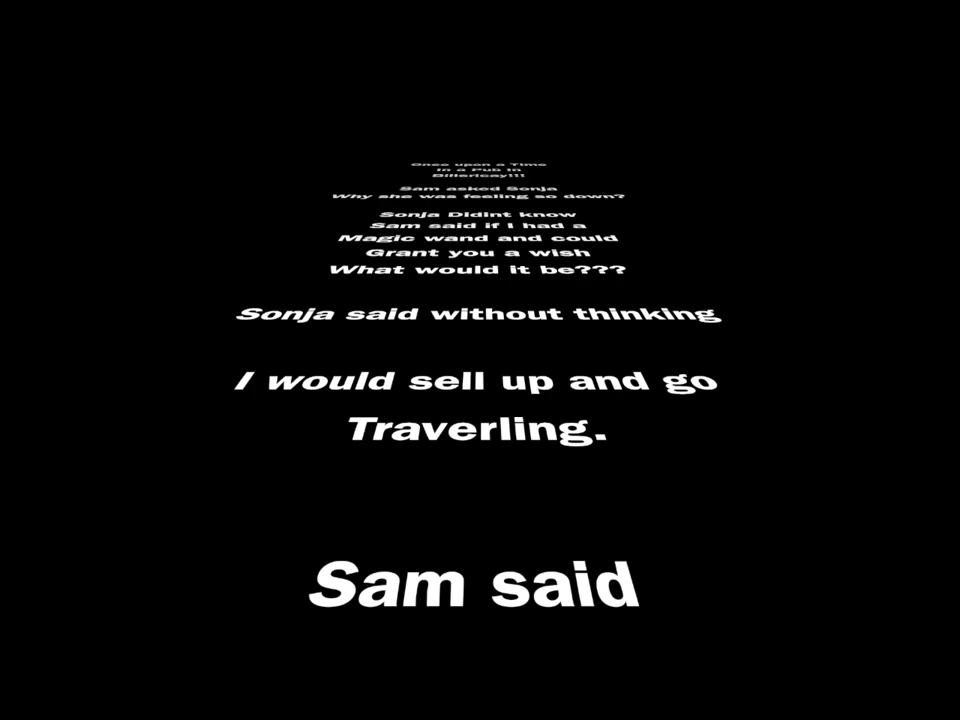 Once upon a Time
In a Pub in
Billericay!!!
Sam asked Sonja
Why she was feeling so down?
Sonja Didint know
Sam said if I had a
Magic wand and could
Grant you a wish
What would it be???
Sonja said without thinking
I would sell up and go
Traverling.
Sam said